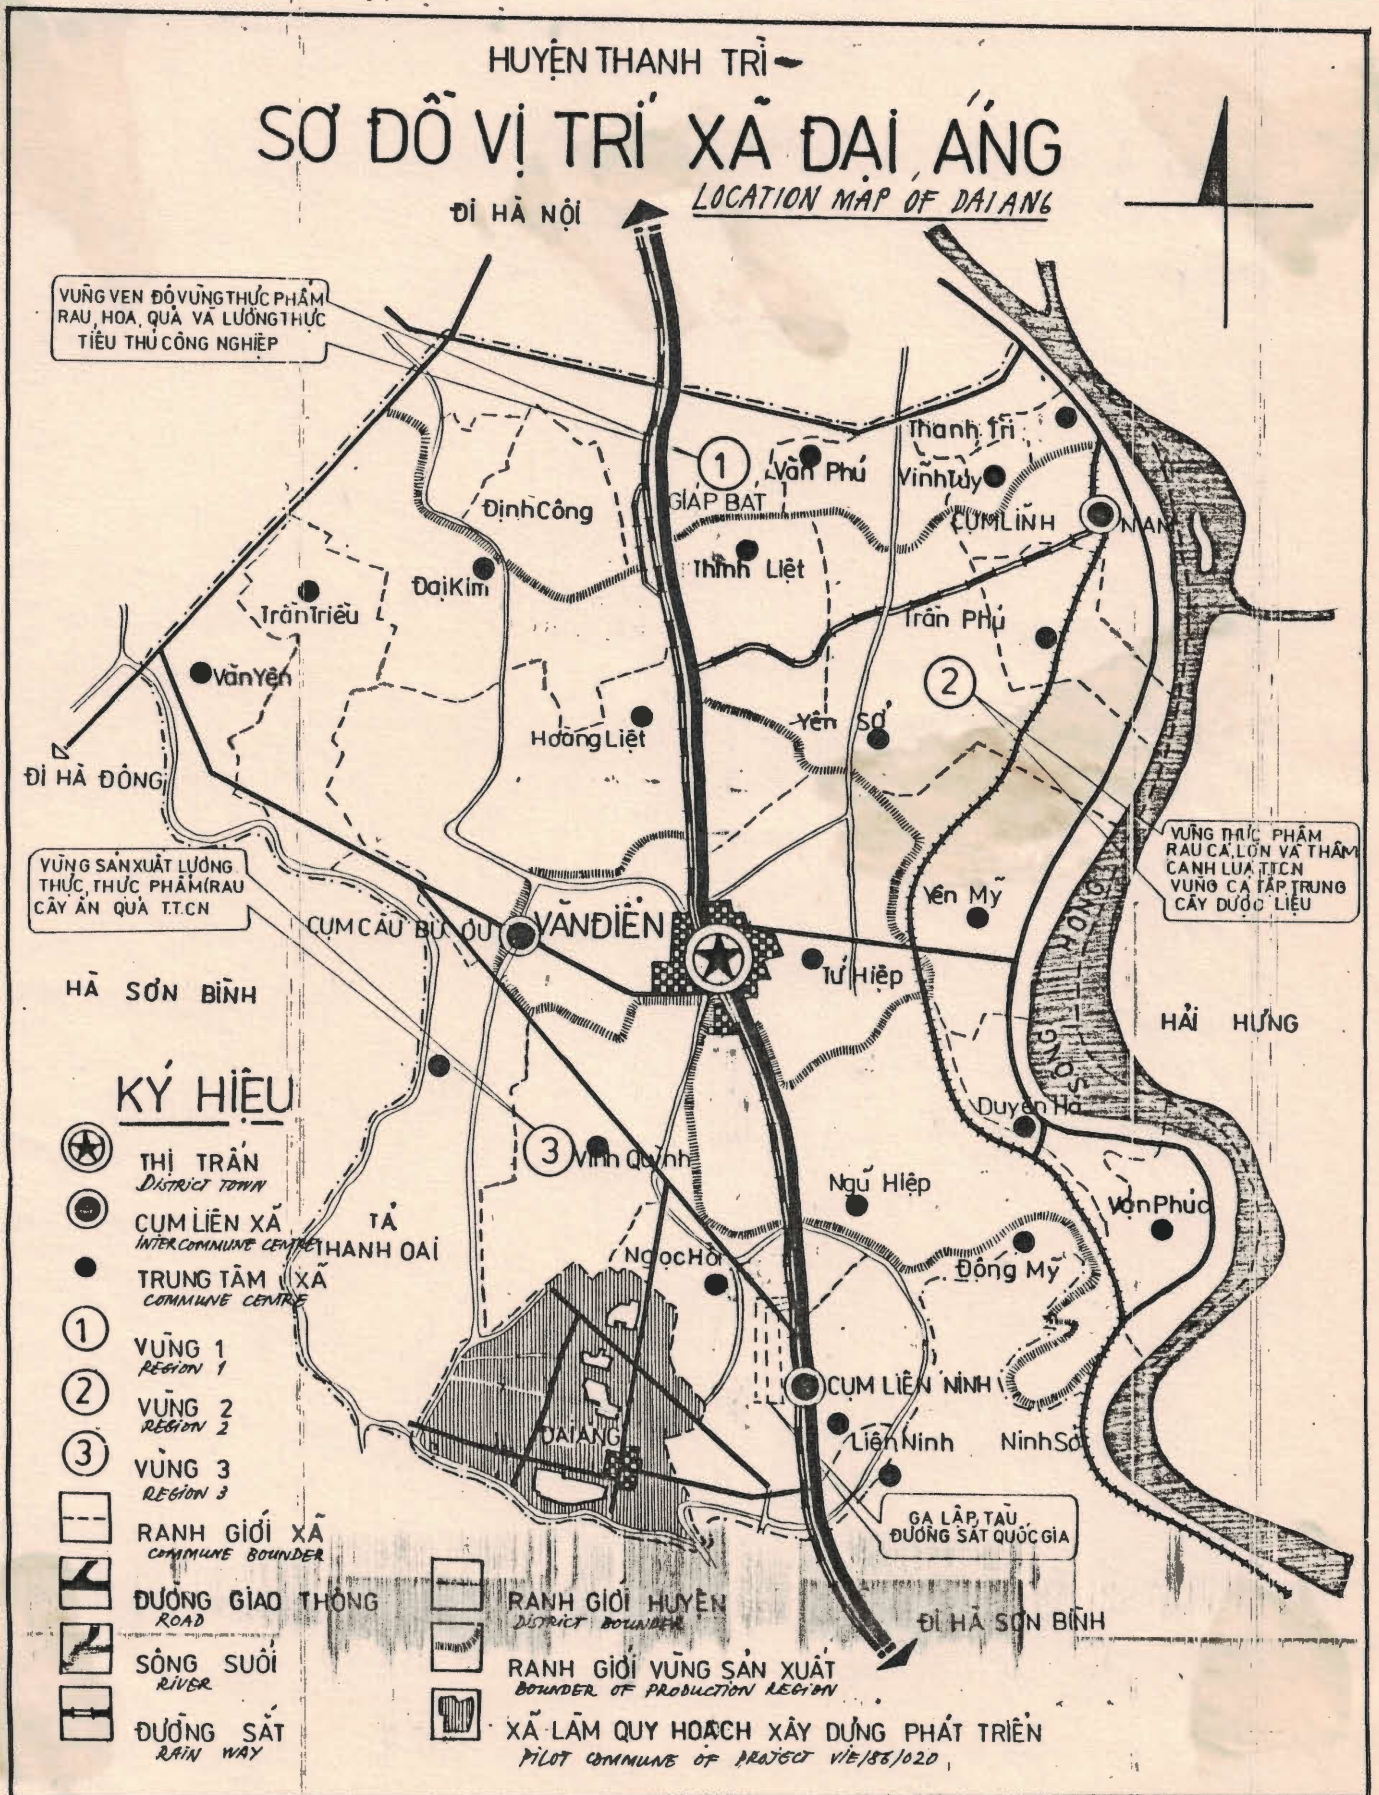 HUYỆN THANH TRÌ
SƠ ĐỒ VỊ TRÍ XÃ ĐẠI ÁNG
LOCATION MAP OF DAI ANG
ĐI HÀ NỘI
VÙNG VEN ĐÔ VÙNG THỰC PHẨM
RAU, HOA, QUẢ VÀ LƯƠNG THỰC
TIỂU THỦ CÔNG NGHIỆP
Thanh Trì
1
Văn Phú
Vĩnh Tuy
GIÁP BÁT
Định Công
CỤM LĨNH NAM
Thịnh Liệt
Đại Kim
Trần Triều
Trần Phú
Văn Yên
2
Yên Sở
Hoàng Liệt
ĐI HÀ ĐÔNG
VÙNG THỰC PHẨM
RAU CÁ, LỢN VÀ THÂM
CANH LÚA, T.T.CN
VÙNG CA TẬP TRUNG
CÂY DƯỢC LIỆU
VÙNG SẢN XUẤT LƯƠNG
THỰC, THỰC PHẨM (RAU
CÂY ĂN QUẢ T.T.CN
Yên Mỹ
CỤM CẦU BƯƠU
VĂN ĐIỂN
Tứ Hiệp
HÀ SƠN BÌNH
SÔNG HỒNG
HẢI HƯNG
KÝ HIỆU
Duyên Hà
THỊ TRẤN
DISTRICT TOWN
3
Vĩnh Quỳnh
Ngũ Hiệp
Vạn Phúc
CỤM LIÊN XÃ
INTERCOMMUNE CENTRE
TẢ
THANH OAI
Ngọc Hồi
Đông Mỹ
TRUNG TÂM XÃ
COMMUNE CENTRE
1
VÙNG 1
REGION 1
2
VÙNG 2
REGION 2
CỤM LIÊN NINH
ĐẠI ÁNG
Liên Ninh
Ninh Sở
3
VÙNG 3
REGION 3
GA LẬP TÀU
ĐƯỜNG SẮT QUỐC GIA
RANH GIỚI XÃ
COMMUNE BOUNDER
ĐƯỜNG GIAO THÔNG
ROAD
RANH GIỚI HUYỆN
DISTRICT BOUNDER
ĐI HÀ SƠN BÌNH
SÔNG SUỐI
RIVER
RANH GIỚI VÙNG SẢN XUẤT
BOUNDER OF PRODUCTION REGION
ĐƯỜNG SẮT
RAIN WAY
XÃ LÀM QUY HOẠCH XÂY DỰNG PHÁT TRIỂN
PILOT COMMUNE OF PROJECT VIE/86/020